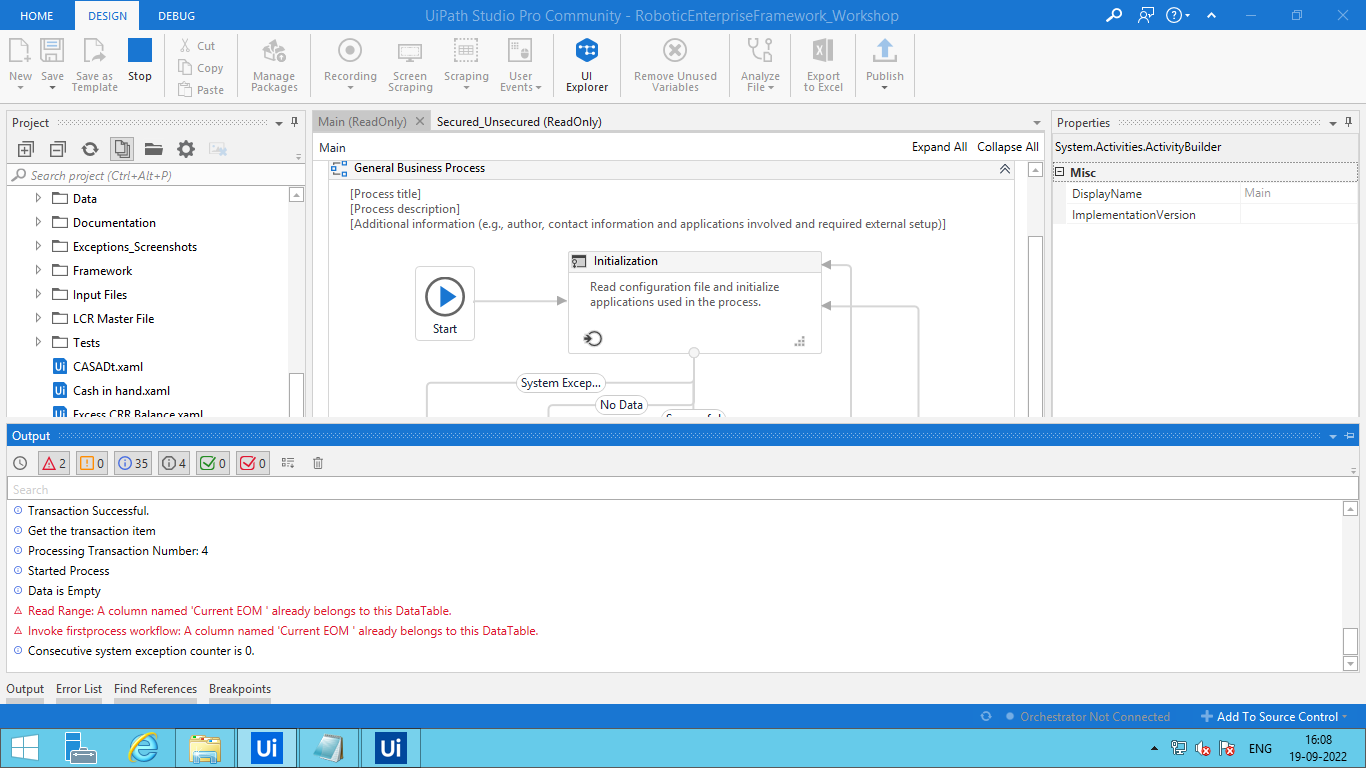 HOME DESIGN DEBUG UiPath Studio Pro Community - RoboticEnterpriseFramework_Workshop
New Save Save as Template Stop
Cut
Copy
Paste
Manage Packages
Recording
Screen Scraping
Scraping
User Events
UI Explorer
Remove Unused Variables
Analyze File
Export to Excel
Publish
Project
Search project (Ctrl+Alt+P)
Data
Documentation
Exceptions_Screenshots
Framework
Input Files
LCR Master File
Tests
Ui CASADt.xaml
Ui Cash in hand.xaml
Ui Excess CRR Balance.xaml
Main (ReadOnly) Secured_Unsecured (ReadOnly)
Main Expand All Collapse All
General Business Process
[Process title]
[Process description]
[Additional information (e.g., author, contact information and applications involved and required external setup)]
Start
Initialization
Read configuration file and initialize
applications used in the process.
System Excep...
No Data
Properties
System.Activities.ActivityBuilder
Misc
DisplayName Main
ImplementationVersion
Output
2 0 35 4 0 0
Search
Transaction Successful.
Get the transaction item
Processing Transaction Number: 4
Started Process
Data is Empty
Read Range: A column named 'Current EOM ' already belongs to this DataTable.
Invoke firstprocess workflow: A column named 'Current EOM ' already belongs to this DataTable.
Consecutive system exception counter is 0.
Output Error List Find References Breakpoints
Orchestrator Not Connected Add To Source Control
Ui Ui ENG 16:08
19-09-2022